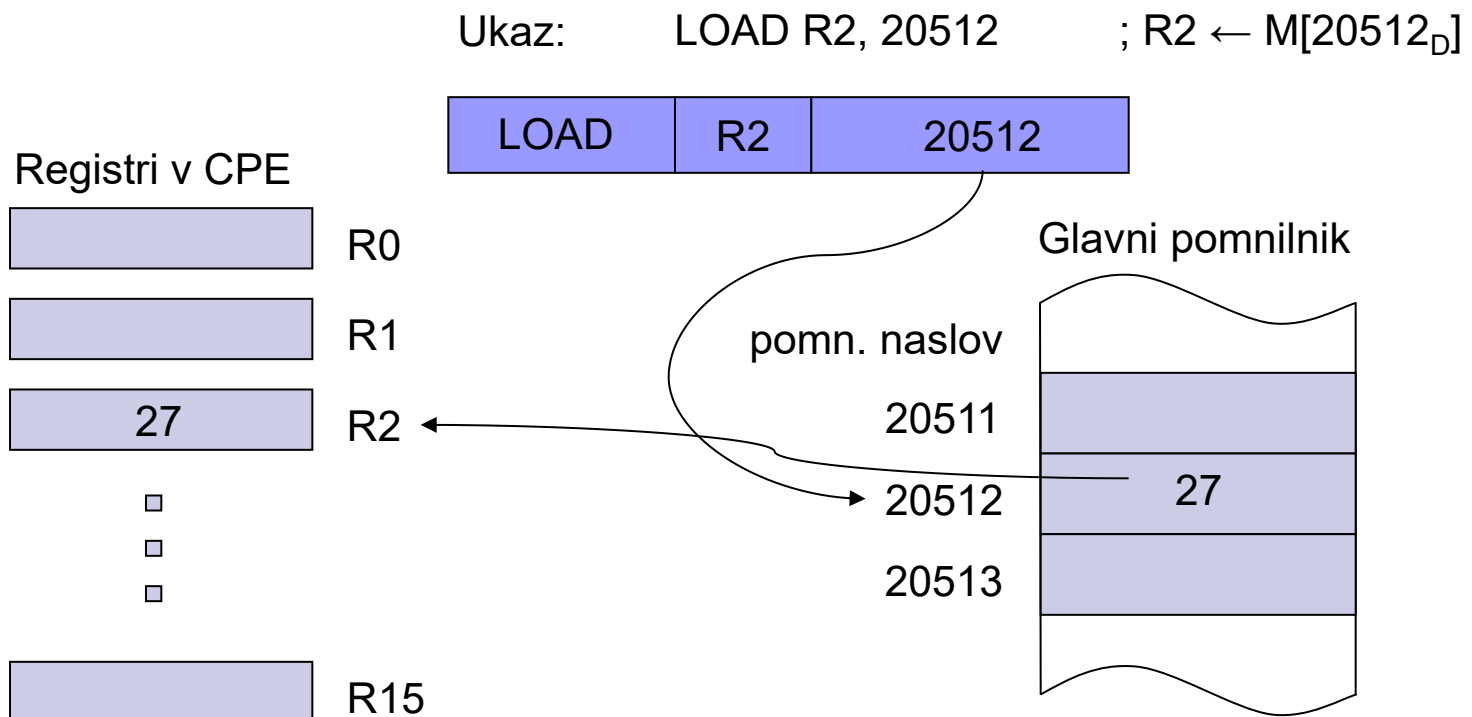 Ukaz: LOAD R2, 20512 ; R2 ← M[20512D]
LOAD R2 20512
Registri v CPE
R0
Glavni pomnilnik
R1
pomn. naslov
27 R2
20511
20512 27
20513
R15